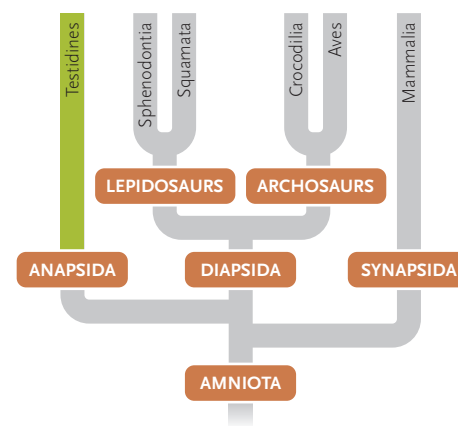 Testidines
Sphenodontia
Squamata
Crocodilia
Aves
Mammalia
LEPIDOSAURS
ARCHOSAURS
ANAPSIDA
DIAPSIDA
SYNAPSIDA
AMNIOTA